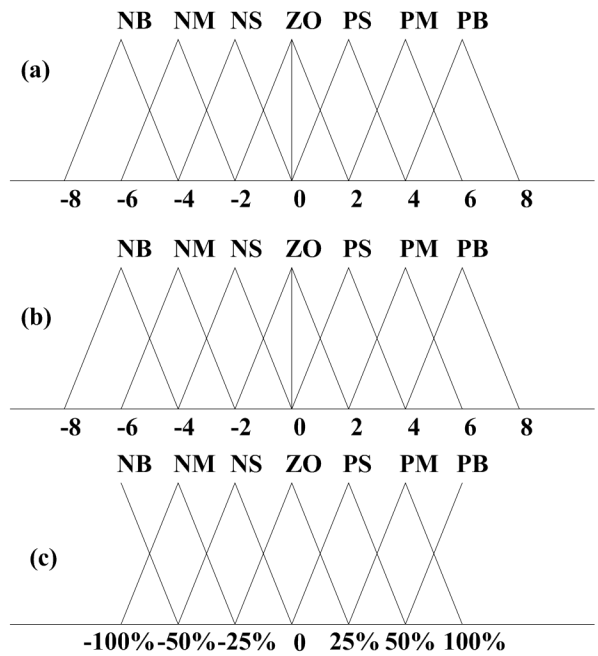 NB NM NS ZO PS PM PB
(a)
-8 -6 -4 -2 0 2 4 6 8
NB NM NS ZO PS PM PB
(b)
-8 -6 -4 -2 0 2 4 6 8
NB NM NS ZO PS PM PB
(c)
-100% -50% -25% 0 25% 50% 100%